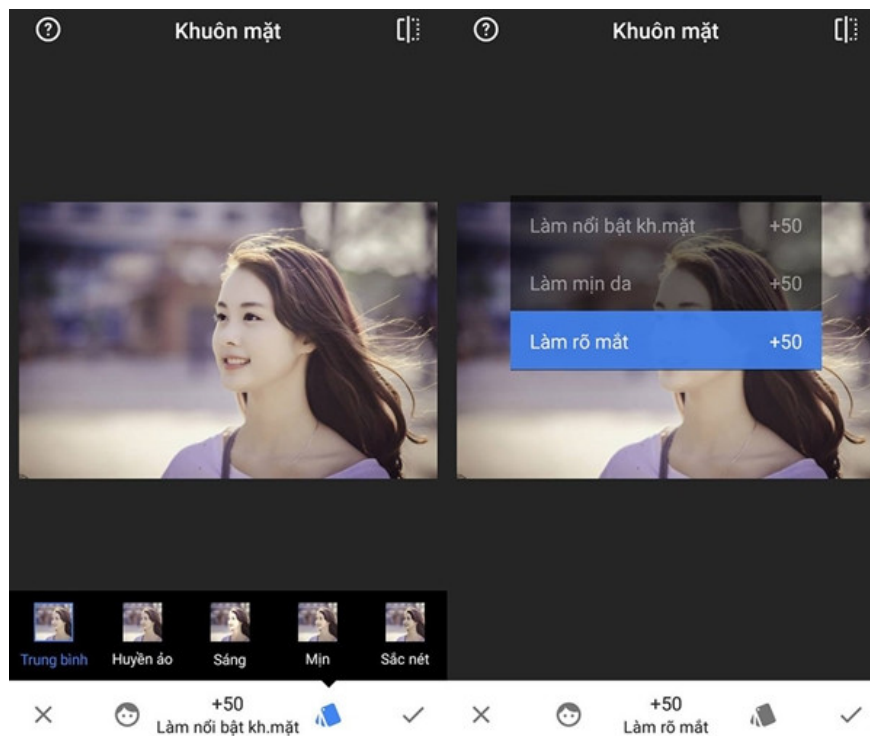 Khuôn mặt
Trung bình
Huyền ảo
Sáng
Mịn
Sắc nét
+50
Làm nổi bật kh.mặt
Khuôn mặt
Làm nổi bật kh.mặt +50
Làm mịn da +50
Làm rõ mắt +50
+50
Làm rõ mắt